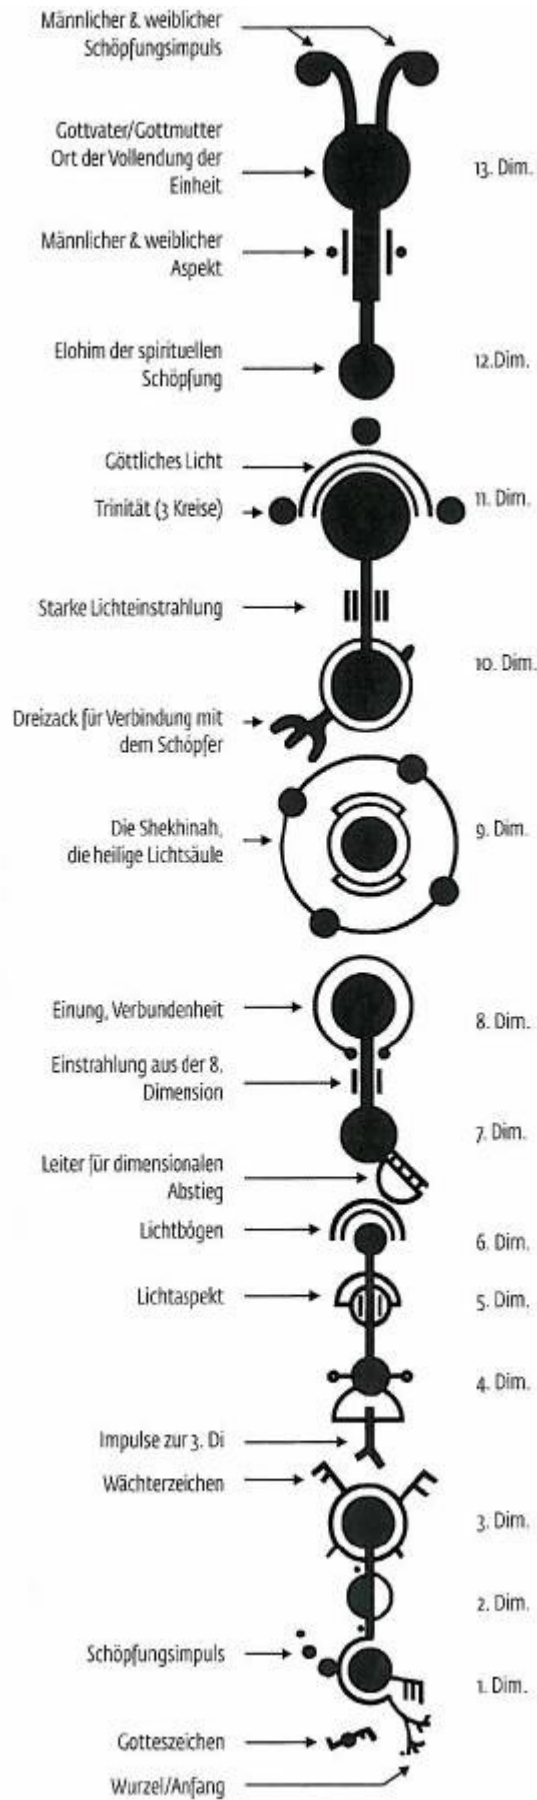 Männlicher & weiblicher
Schöpfungsimpuls
Gottvater/Gottmutter
Ort der Vollendung der
Einheit
13. Dim.
Männlicher & weiblicher
Aspekt
Elohim der spirituellen
Schöpfung
12.Dim.
Göttliches Licht
Trinität (3 Kreise)
11. Dim.
Starke Lichteinstrahlung
10. Dim.
Dreizack für Verbindung mit
dem Schöpfer
Die Shekhinah,
die heilige Lichtsäule
9. Dim.
Einung, Verbundenheit
8. Dim.
Einstrahlung aus der 8.
Dimension
7. Dim.
Leiter für dimensionalen
Abstieg
Lichtbögen
6. Dim.
Lichtaspekt
5. Dim.
4. Dim.
Impulse zur 3. Di
Wächterzeichen
3. Dim.
2. Dim.
Schöpfungsimpuls
1. Dim.
Gotteszeichen
Wurzel/Anfang